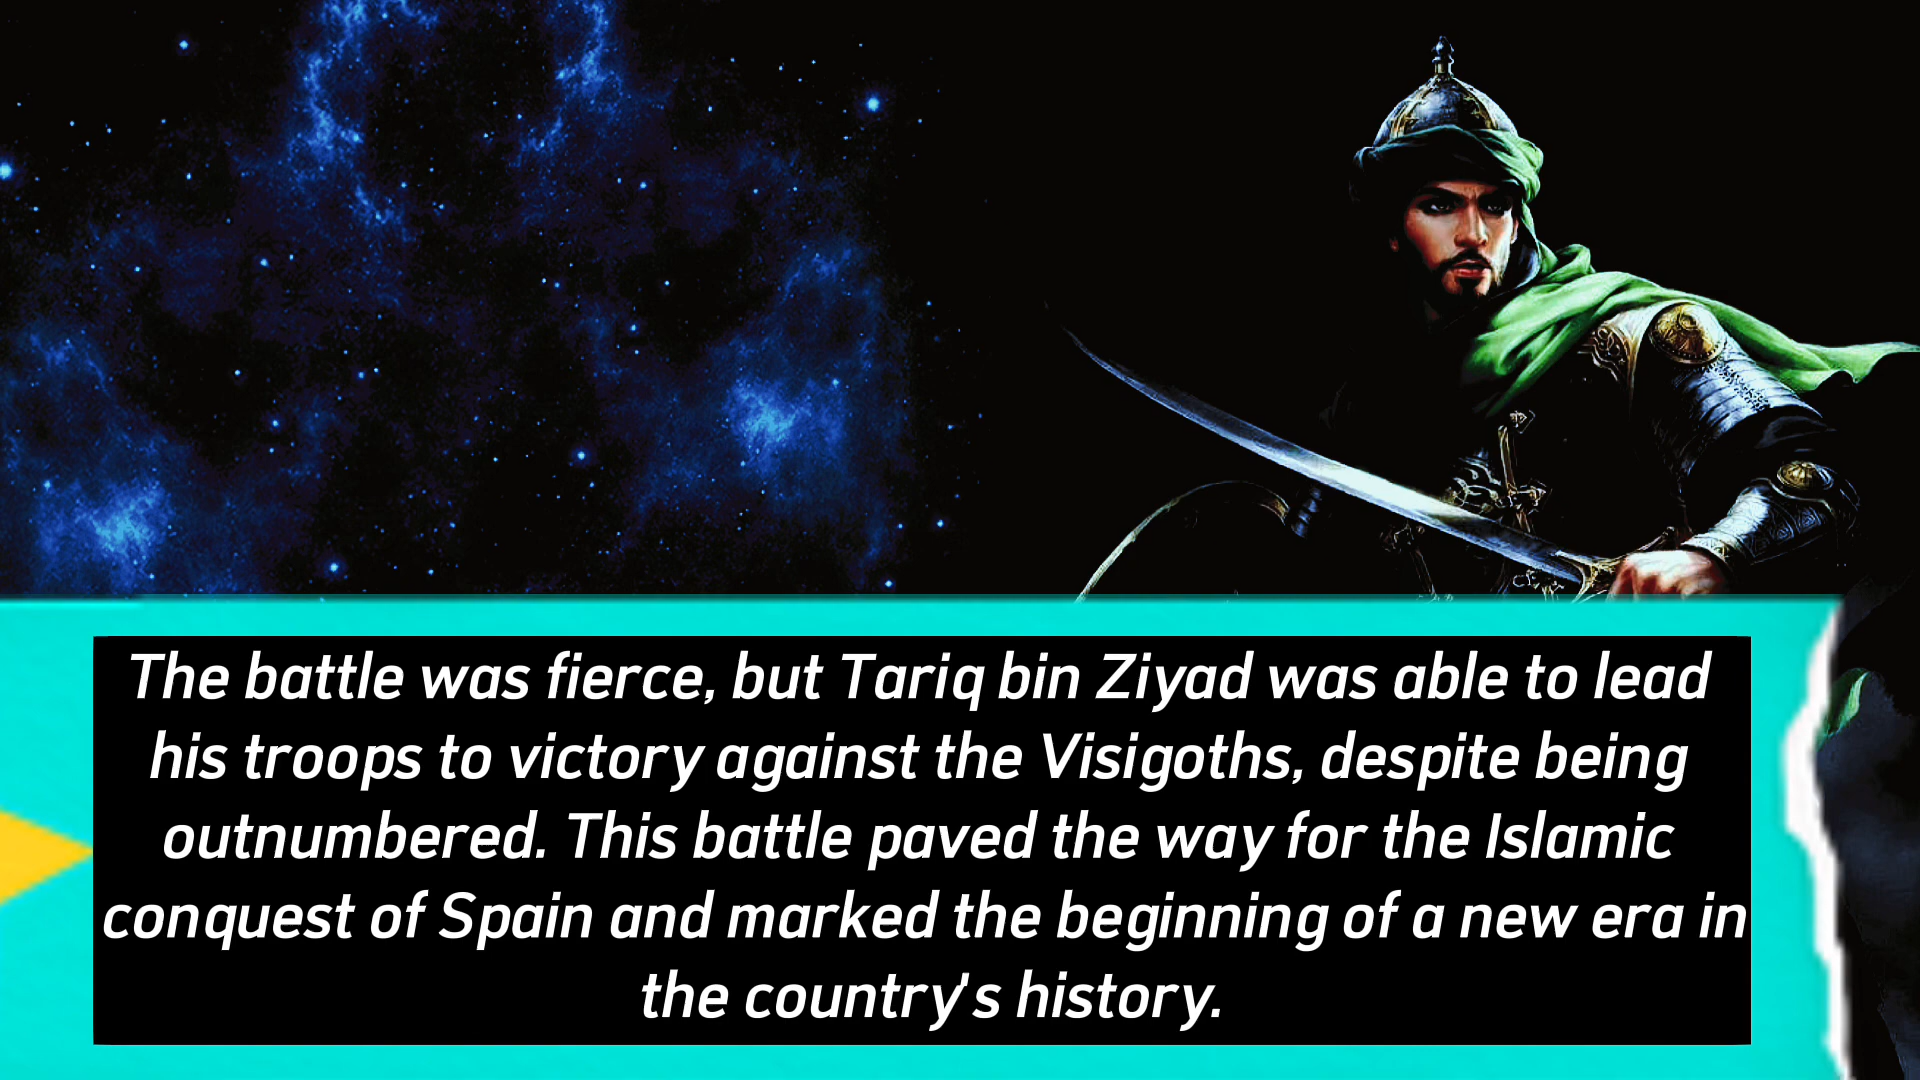 The battle was fierce, but Tariq bin Ziyad was able to lead
his troops to victory against the Visigoths, despite being
outnumbered. This battle paved the way for the Islamic
conquest of Spain and marked the beginning of a new era in
the country's history.